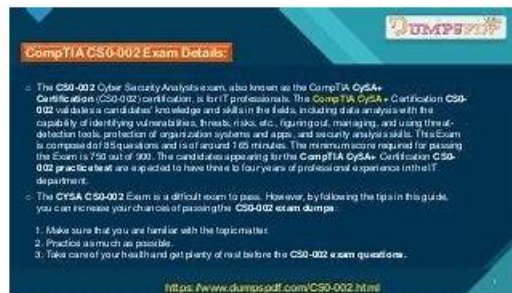 DUMPSPDF
CompTIA CS0-002 Exam Details:
The CS0-002 Cyber Security Analysts exam, also known as the CompTIA CySA+
Certification (CS0-002) certification, is for IT professionals. The CompTIA CySA+ Certification CS0-
002 validates a candidates' knowledge and skills in the fields, including data analysis with the
capability of identifying vulnerabilities, threats, risks, etc., figuring out, managing, and using threat-
detection tools, protection of organization systems and apps, and security analysis skills. This Exam
is composed of 85 questions and is of around 165 minutes. The minimum score required for passing
the Exam is 750 out of 900. The candidates appearing for the CompTIA CySA+ Certification CS0-
002 practice test are expected to have three to four years of professional experience in the IT
department.
The CYSA CS0-002 Exam is a difficult exam to pass. However, by following the tips in this guide,
you can increase your chances of passing the CS0-002 exam dumps:
1. Make sure that you are familiar with the topic matter.
2. Practice as much as possible.
3. Take care of your health and get plenty of rest before the CS0-002 exam questions.
https://www.dumpspdf.com/CS0-002.html